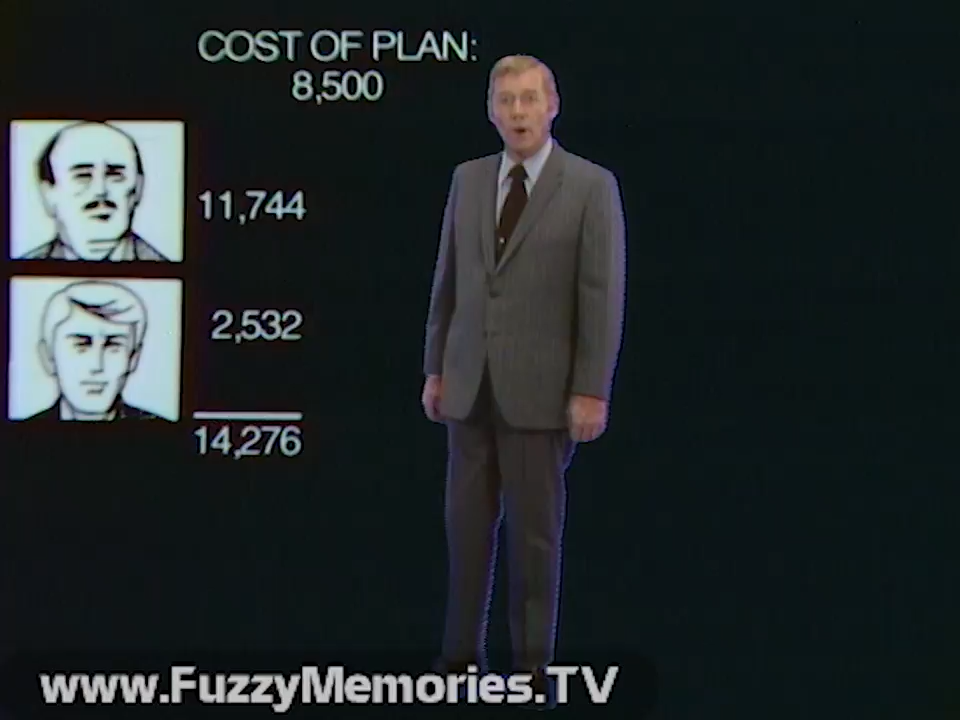 COST OF PLAN:
8,500
11,744
2,532
14,276
www.FuzzyMemories.TV